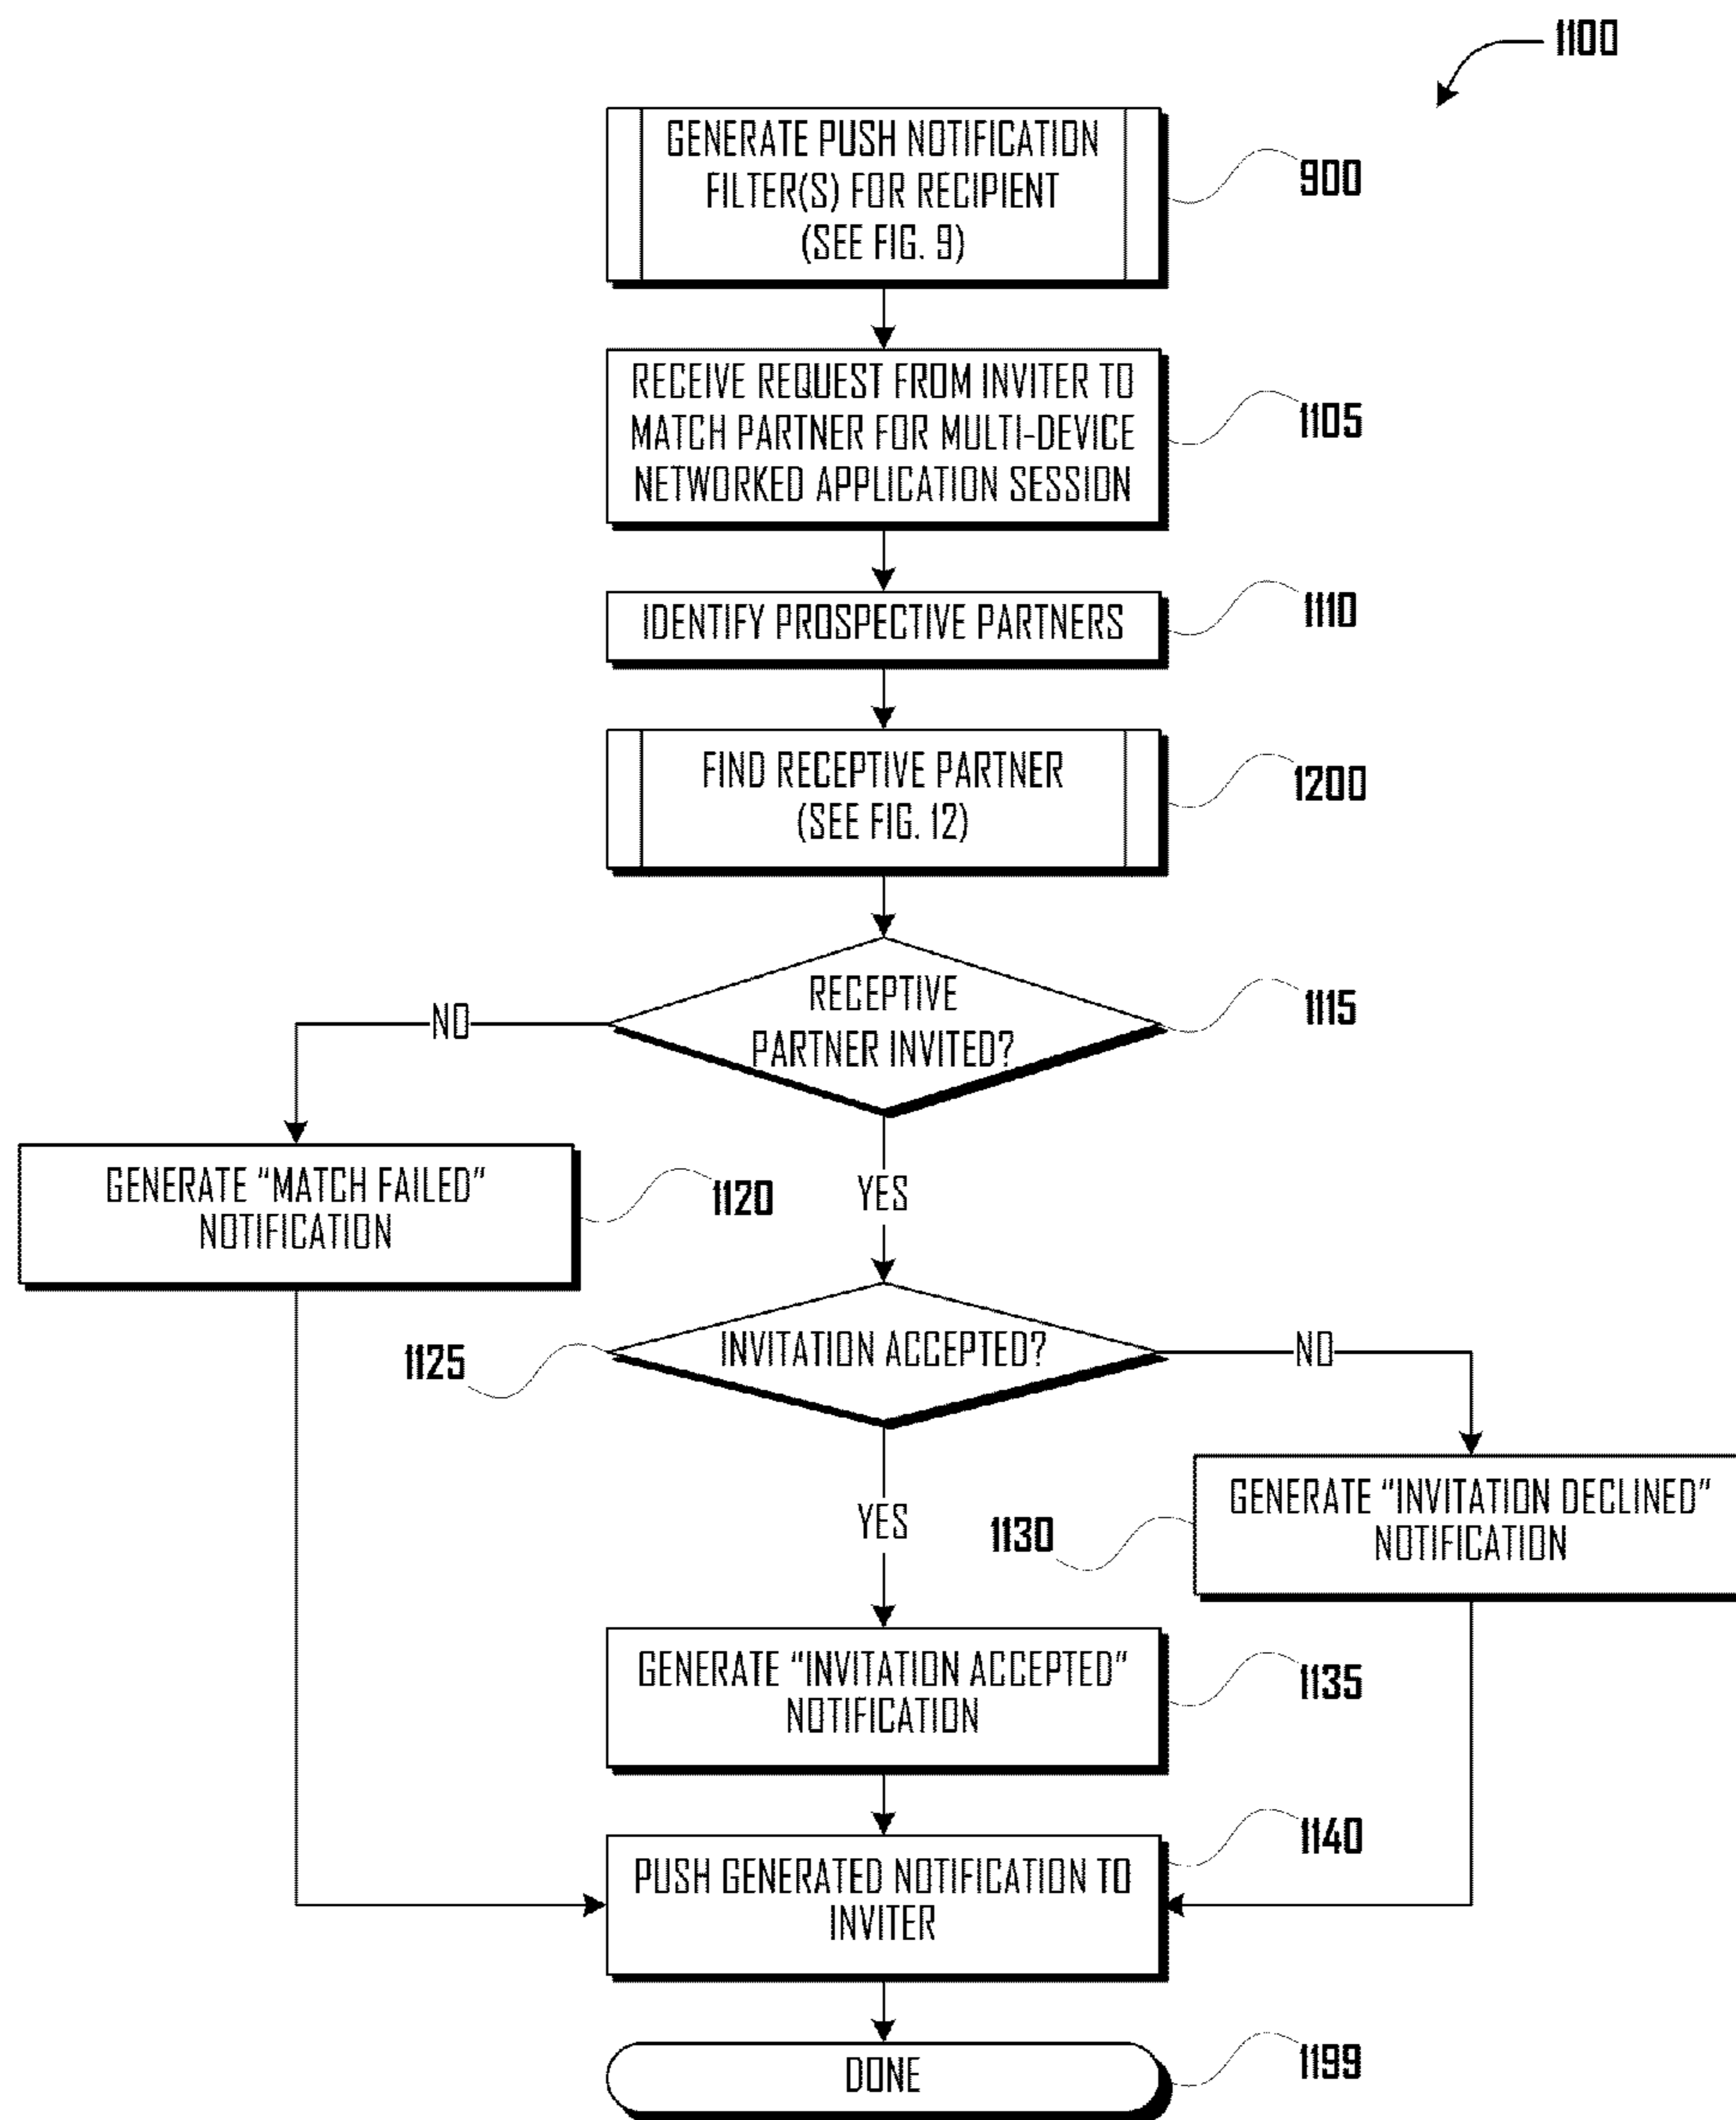 1100
GENERATE PUSH NOTIFICATION
FILTER(S) FOR RECIPIENT
(SEE FIG. 9)
900
RECEIVE REQUEST FROM INVITER TO
MATCH PARTNER FOR MULTI-DEVICE
NETWORKED APPLICATION SESSION
1105
IDENTIFY PROSPECTIVE PARTNERS
1110
FIND RECEPTIVE PARTNER
(SEE FIG. 12)
1200
RECEPTIVE
PARTNER INVITED?
1115
NO
GENERATE “MATCH FAILED”
NOTIFICATION
1120
YES
INVITATION ACCEPTED?
1125
NO
GENERATE “INVITATION DECLINED”
NOTIFICATION
1130
YES
GENERATE “INVITATION ACCEPTED”
NOTIFICATION
1135
PUSH GENERATED NOTIFICATION TO
INVITER
1140
DONE
1199